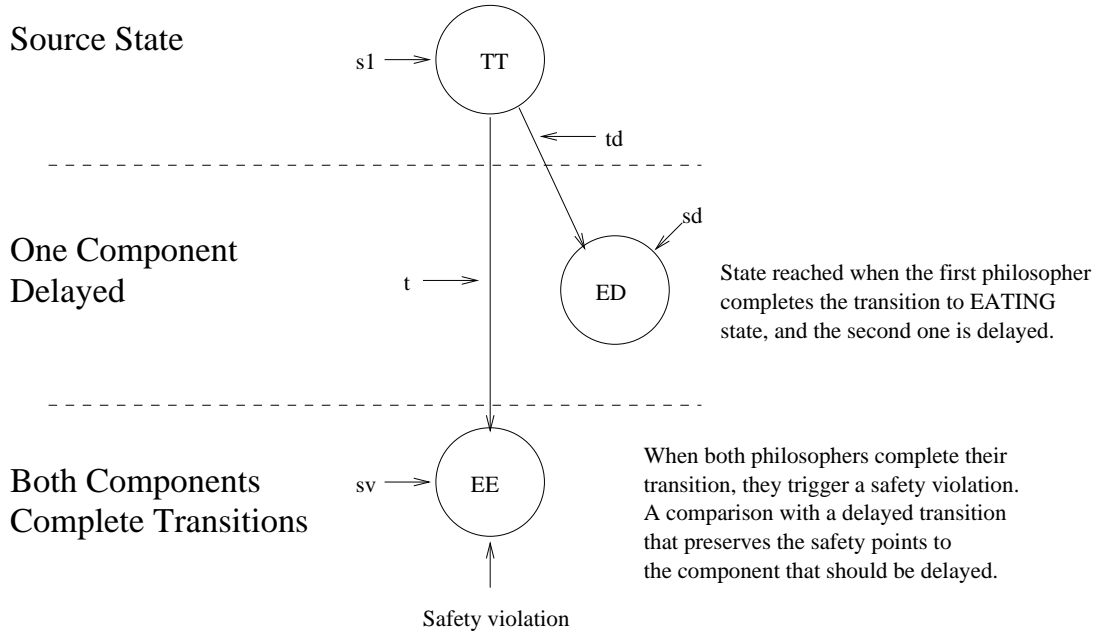 Source State
s1
TT
td
One Component
Delayed
sd
t
ED
State reached when the first philosopher
completes the transition to EATING
state, and the second one is delayed.
Both Components
Complete Transitions
sv
EE
When both philosophers complete their
transition, they trigger a safety violation.
A comparison with a delayed transition
that preserves the safety points to
the component that should be delayed.
Safety violation